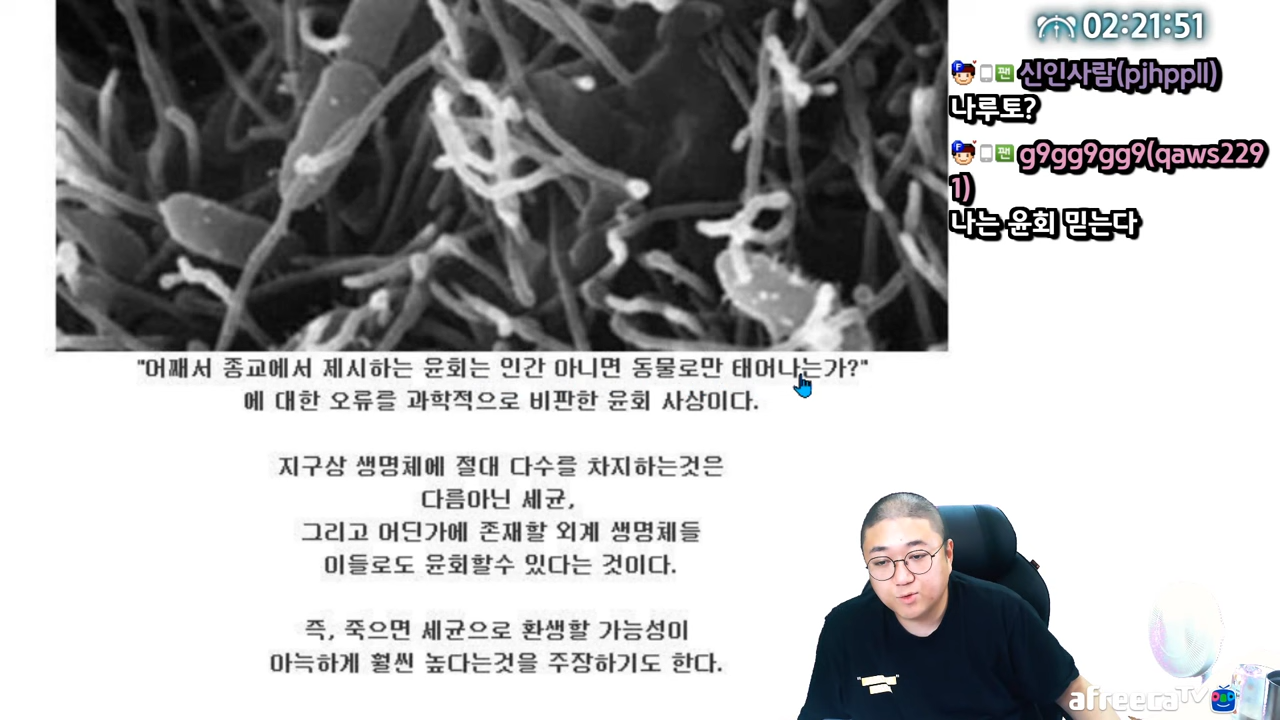 02:21:51
신인사람(pjhppll)
나루토?
g9gg9gg9(qaws229
1)
나는 윤회 믿는다
"어째서 종교에서 제시하는 윤회는 인간 아니면 동물로만 태어나는가?"
에 대한 오류를 과학적으로 비판한 윤회 사상이다.
지구상 생명체에 절대 다수를 차지하는것은
다름아닌 세균,
그리고 어딘가에 존재할 외계 생명체들
이들로도 윤회할수 있다는 것이다.
즉, 죽으면 세균으로 환생할 가능성이
아늑하게 훨씬 높다는것을 주장하기도 한다.
afreecaTV